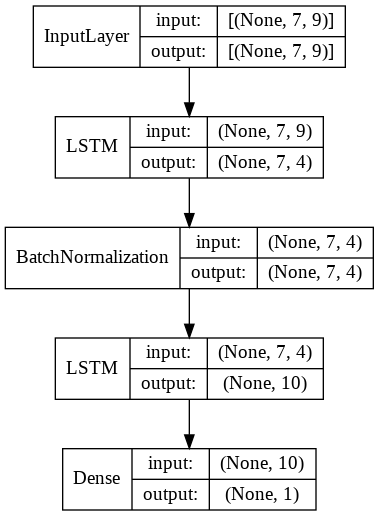 InputLayer
input: [(None, 7, 9)]
output: [(None, 7, 9)]
LSTM
input: (None, 7, 9)
output: (None, 7, 4)
BatchNormalization
input: (None, 7, 4)
output: (None, 7, 4)
LSTM
input: (None, 7, 4)
output: (None, 10)
Dense
input: (None, 10)
output: (None, 1)